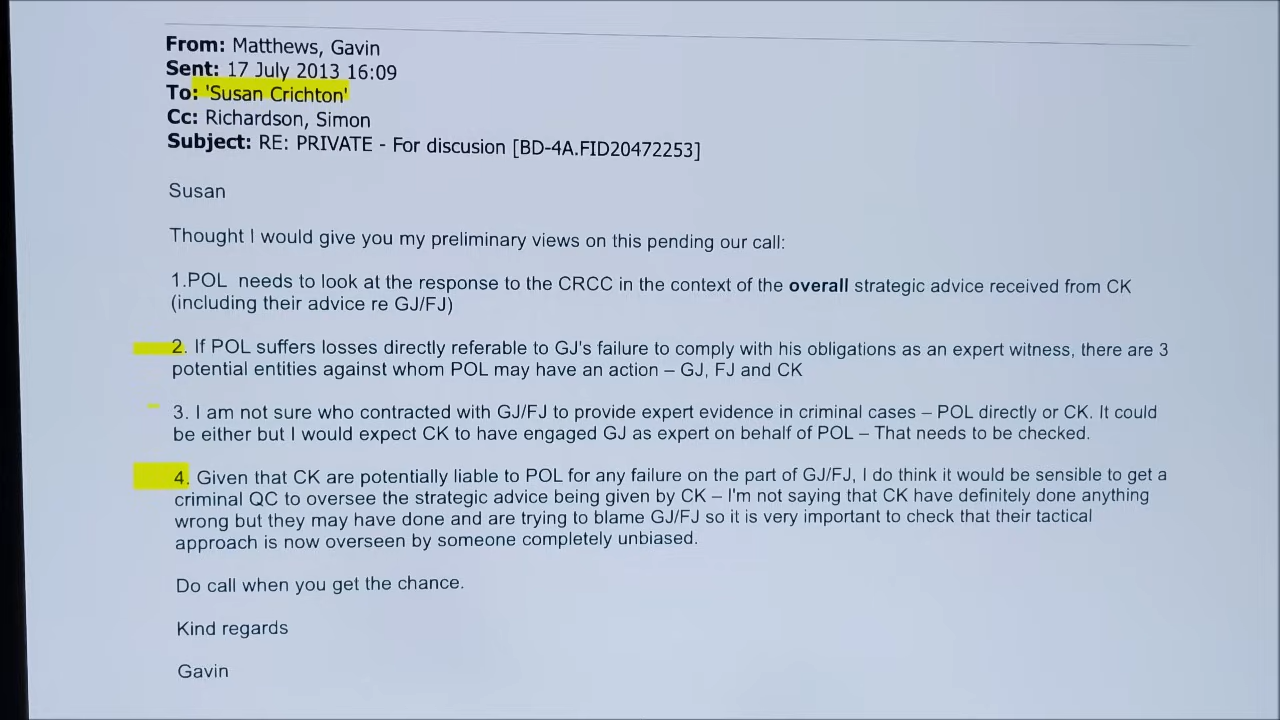 From: Matthews, Gavin
Sent: 17 July 2013 16:09
To: 'Susan Crichton'
Cc: Richardson, Simon
Subject: RE: PRIVATE - For discusion [BD-4A.FID20472253]
Susan
Thought I would give you my preliminary views on this pending our call:
1.POL needs to look at the response to the CRCC in the context of the overall strategic advice received from CK
(including their advice re GJ/FJ)
2. If POL suffers losses directly referable to GJ's failure to comply with his obligations as an expert witness, there are 3
potential entities against whom POL may have an action – GJ, FJ and CK
3. I am not sure who contracted with GJ/FJ to provide expert evidence in criminal cases – POL directly or CK. It could
be either but I would expect CK to have engaged GJ as expert on behalf of POL – That needs to be checked.
4. Given that CK are potentially liable to POL for any failure on the part of GJ/FJ, I do think it would be sensible to get a
criminal QC to oversee the strategic advice being given by CK – I'm not saying that CK have definitely done anything
wrong but they may have done and are trying to blame GJ/FJ so it is very important to check that their tactical
approach is now overseen by someone completely unbiased.
Do call when you get the chance.
Kind regards
Gavin